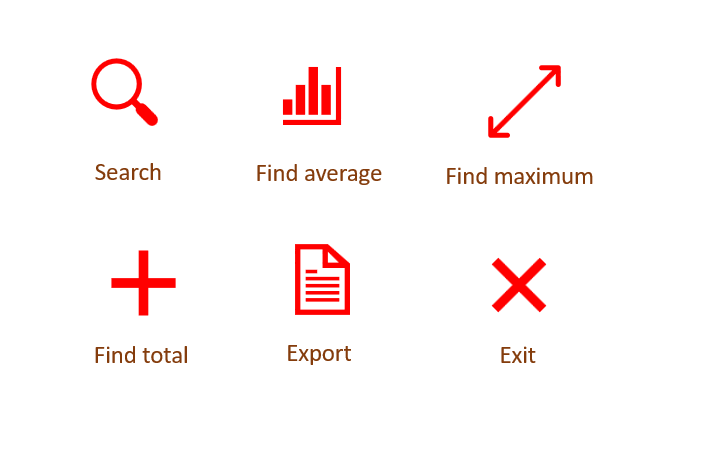 Search
Find average
Find maximum
Find total
Export
Exit